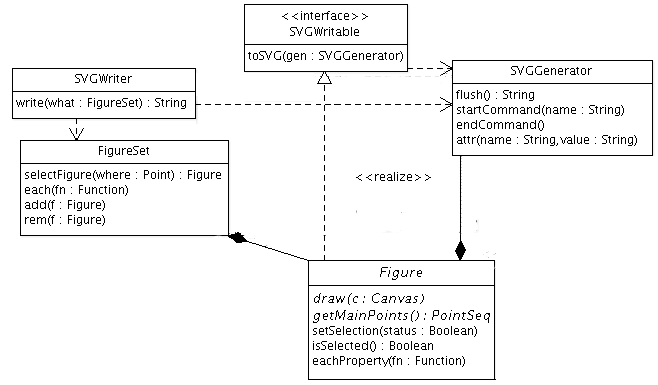 <<interface>>
SVGWritable
toSVG(gen : SVGGenerator)
SVGWriter
write(what : FigureSet) : String
SVGGenerator
flush() : String
startCommand(name : String)
endCommand()
attr(name : String,value : String)
FigureSet
selectFigure(where : Point) : Figure
each(fn : Function)
add(f : Figure)
rem(f : Figure)
<<realize>>
Figure
draw(c : Canvas)
getMainPoints() : PointSeq
setSelection(status : Boolean)
isSelected() : Boolean
eachProperty(fn : Function)